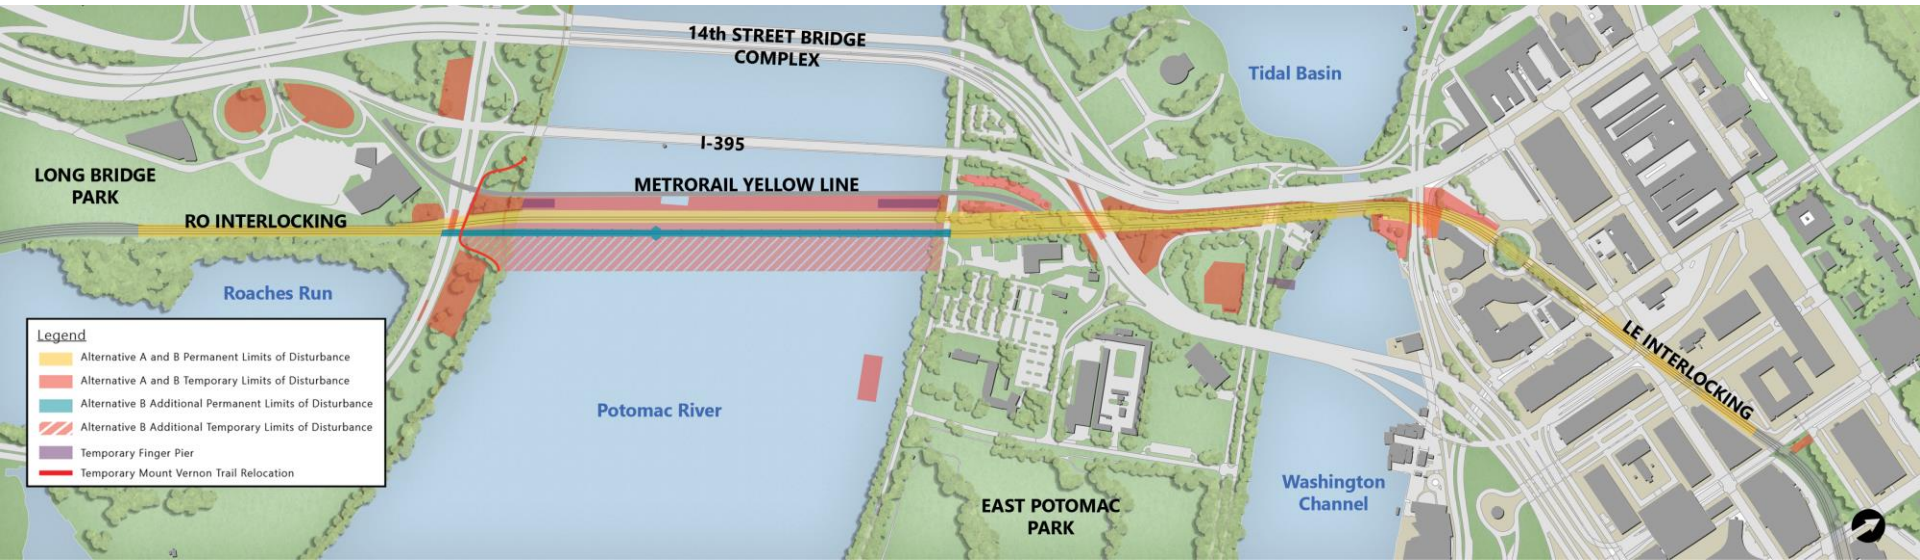 14th STREET BRIDGE
COMPLEX
Tidal Basin
I-395
LONG BRIDGE
PARK
METRORAIL YELLOW LINE
RO INTERLOCKING
Roaches Run
Legend
Alternative A and B Permanent Limits of Disturbance
Alternative A and B Temporary Limits of Disturbance
Alternative B Additional Permanent Limits of Disturbance
Alternative B Additional Temporary Limits of Disturbance
Temporary Finger Pier
Temporary Mount Vernon Trail Relocation
Potomac River
LE INTERLOCKING
EAST POTOMAC
PARK
Washington
Channel